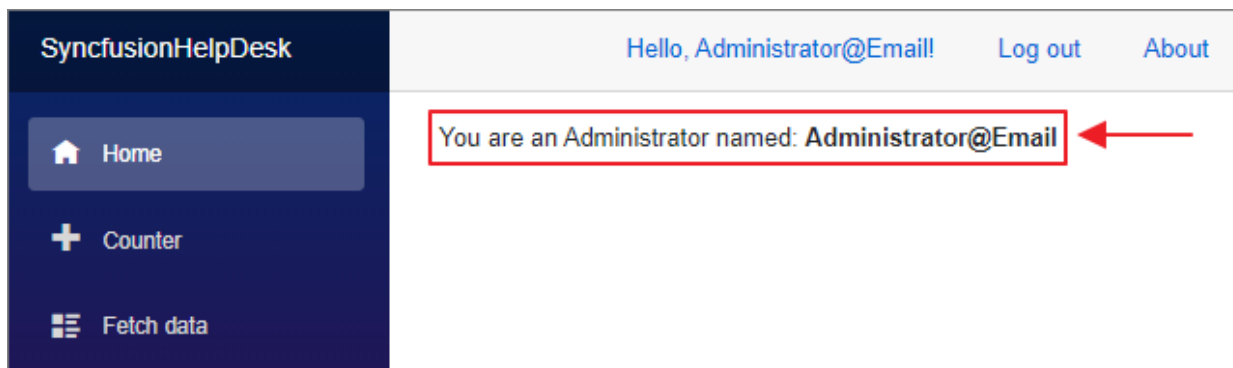 SyncfusionHelpDesk
Hello, Administrator@Email! Log out About
You are an Administrator named: Administrator@Email
Home
Counter
Fetch data